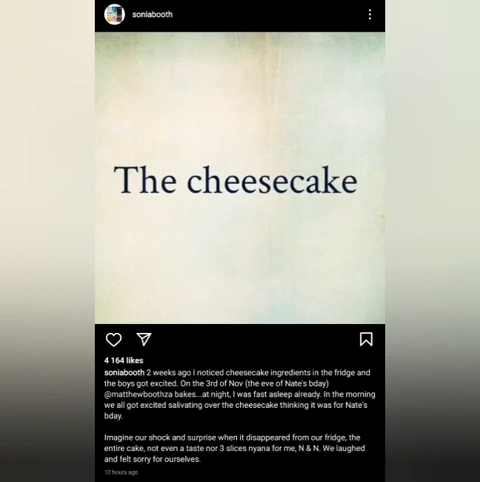 soniabooth
The cheesecake
4 164 likes
soniabooth 2 weeks ago I noticed cheesecake ingredients in the fridge and
the boys got excited. On the 3rd of Nov (the eve of Nate's bday)
@matthewboothza bakes...at night, I was fast asleep already. In the morning
we all got excited salivating over the cheesecake thinking it was for Nate's
bday.
Imagine our shock and surprise when it disappeared from our fridge, the
entire cake, not even a taste nor 3 slices nyana for me, N & N. We laughed
and felt sorry for ourselves.
10 hours ago